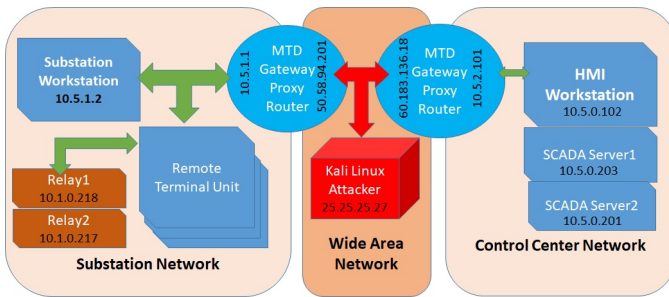 Substation
Workstation
10.5.1.2
10.5.1.1
MTD
Gateway
Proxy
Router
50.58.94.201
60.183.136.18
MTD
Gateway
Proxy
Router
10.5.2.101
HMI
Workstation
10.5.0.102
SCADA Server1
10.5.0.203
SCADA Server2
10.5.0.201
Remote
Terminal Unit
Relay1
10.1.0.218
Relay2
10.1.0.217
Kali Linux
Attacker
25.25.25.27
Substation Network
Wide Area
Network
Control Center Network